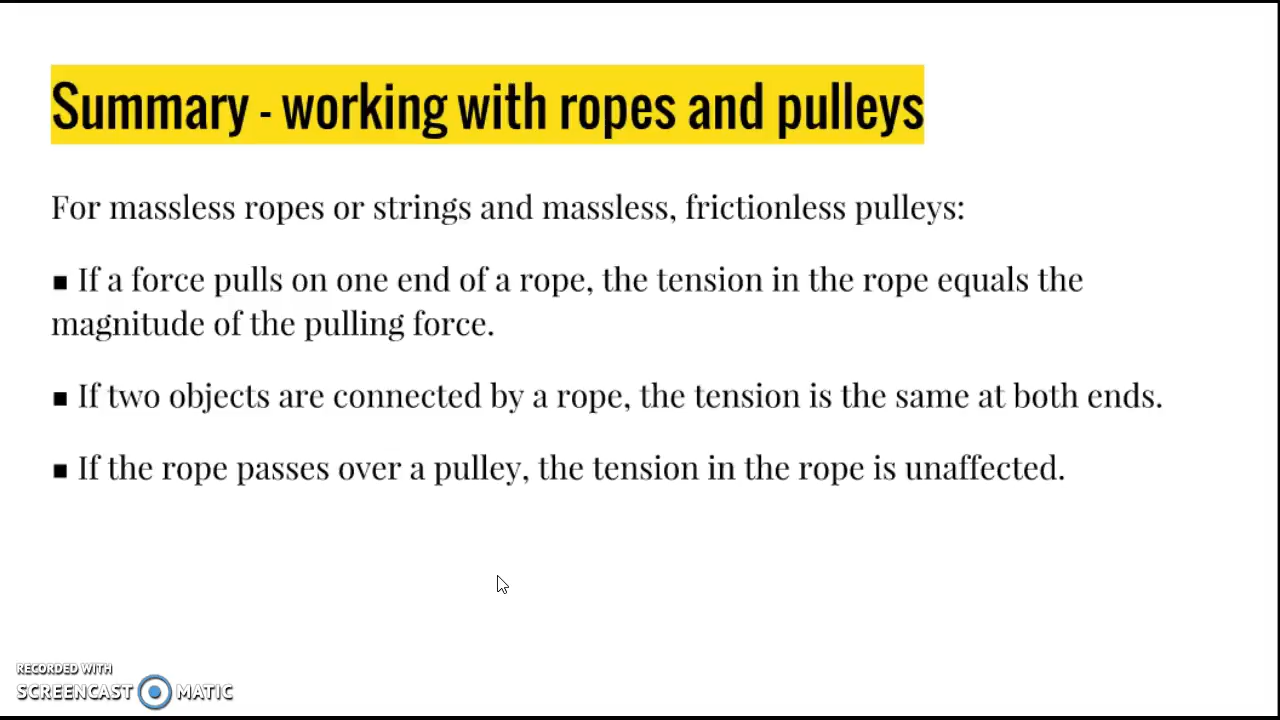 Summary - working with ropes and pulleys
For massless ropes or strings and massless, frictionless pulleys:
▪ If a force pulls on one end of a rope, the tension in the rope equals the
magnitude of the pulling force.
▪ If two objects are connected by a rope, the tension is the same at both ends.
▪ If the rope passes over a pulley, the tension in the rope is unaffected.
RECORDED WITH
SCREENCAST MATIC